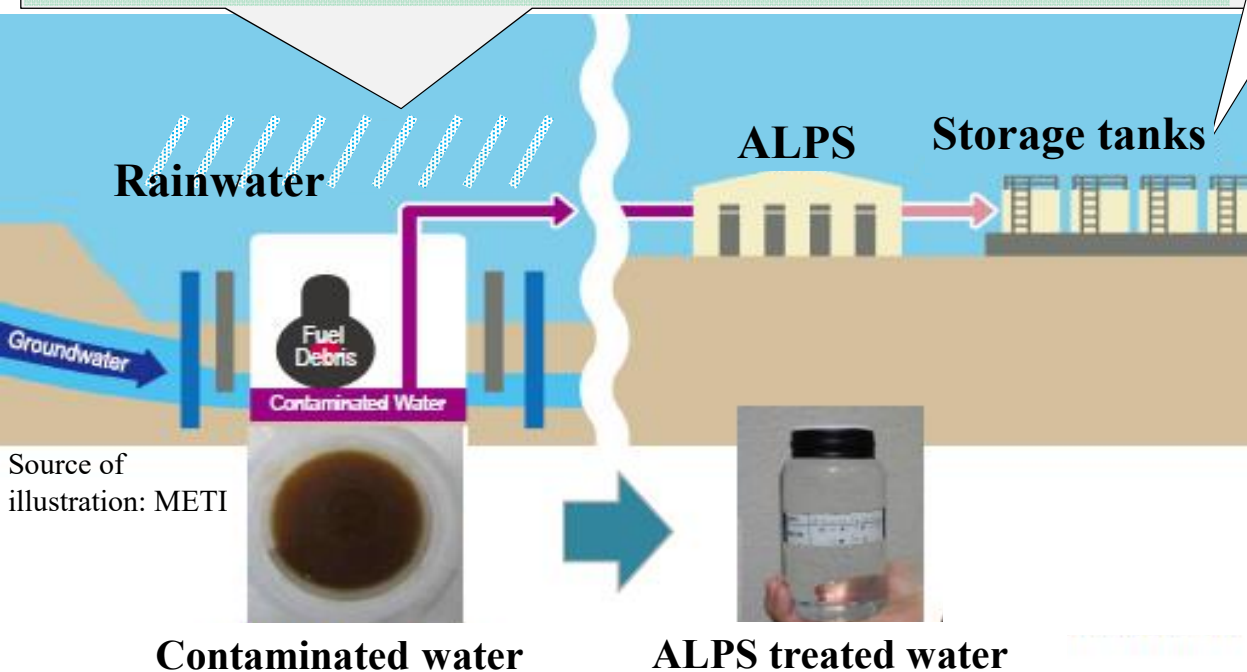 ALPS
Storage tanks
Rainwater
Fuel
Debris
Groundwater
Contaminated Water
Source of
illustration: METI
Contaminated water
ALPS treated water